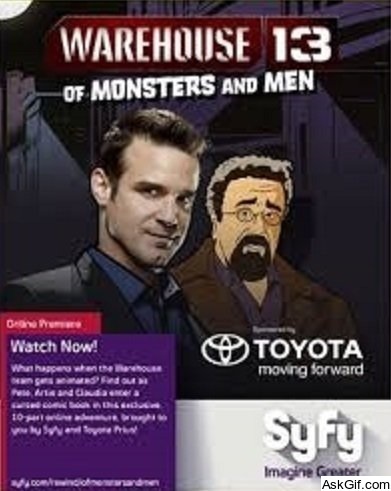 WAREHOUSE 13
OF MONSTERS AND MEN
Online Premiere
Watch Now!
What happens when the Warehouse
team gets animated? Find out as
Pete, Artie and Claudia enter a
cursed comic book in this exclusive
10-part online adventure, brought to
you by Syfy and Toyota Prius!
syfy.com/rewind/ofmonstersandmen
Sponsored by
TOYOTA
moving forward
Syfy
Imagine Greater
AskGif.com